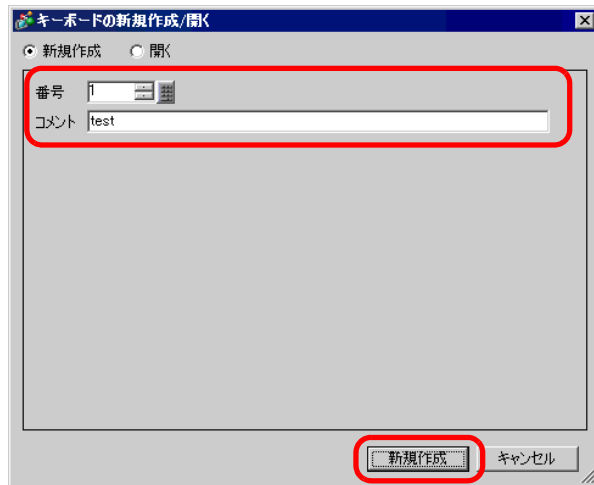 キーボードの新規作成/開く
新規作成 開く
番号 1
コメント test
新規作成 キャンセル